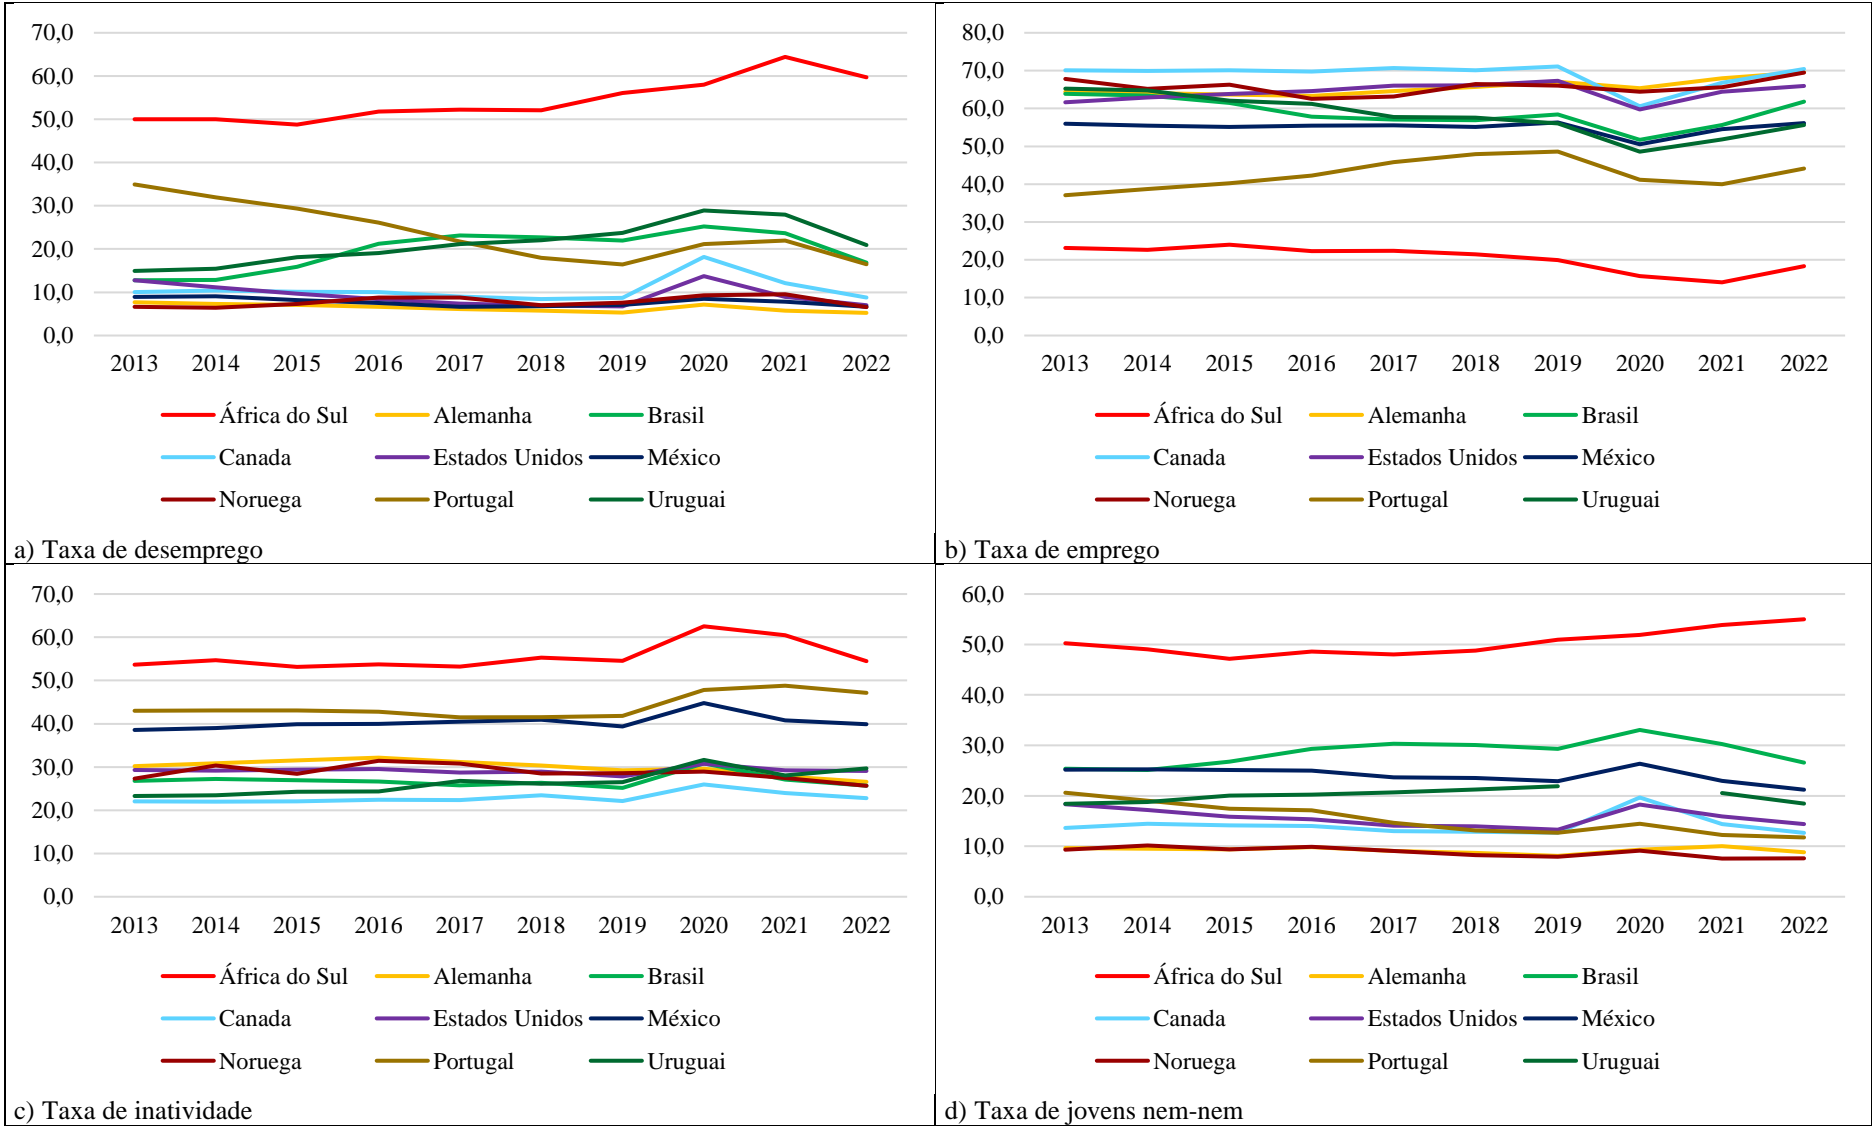 70,0
60,0
50,0
40,0
30,0
20,0
10,0
0,0
2013 2014 2015 2016 2017 2018 2019 2020 2021 2022
África do Sul Alemanha Brasil
Canada Estados Unidos México
Noruega Portugal Uruguai
a) Taxa de desemprego
80,0
70,0
60,0
50,0
40,0
30,0
20,0
10,0
0,0
2013 2014 2015 2016 2017 2018 2019 2020 2021 2022
África do Sul Alemanha Brasil
Canada Estados Unidos México
Noruega Portugal Uruguai
b) Taxa de emprego
70,0
60,0
50,0
40,0
30,0
20,0
10,0
0,0
2013 2014 2015 2016 2017 2018 2019 2020 2021 2022
África do Sul Alemanha Brasil
Canada Estados Unidos México
Noruega Portugal Uruguai
c) Taxa de inatividade
60,0
50,0
40,0
30,0
20,0
10,0
0,0
2013 2014 2015 2016 2017 2018 2019 2020 2021 2022
África do Sul Alemanha Brasil
Canada Estados Unidos México
Noruega Portugal Uruguai
d) Taxa de jovens nem-nem